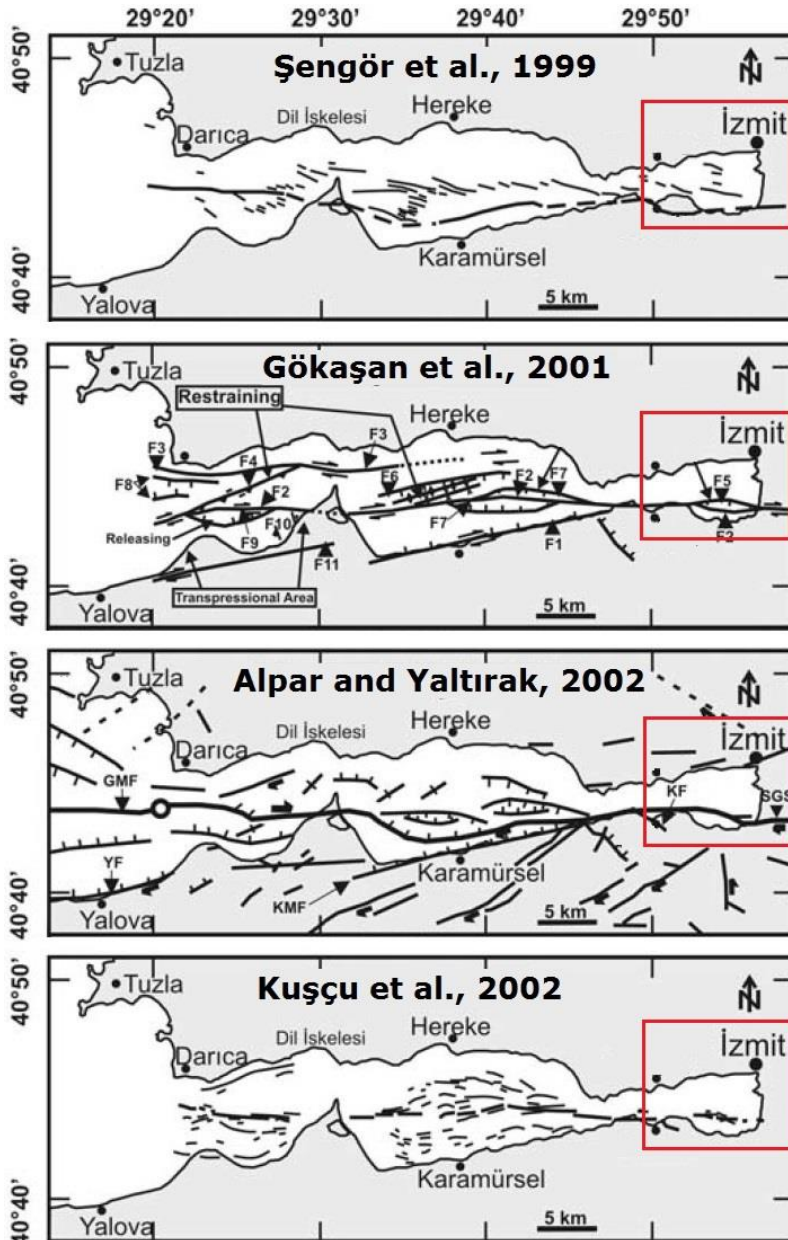 29°20' 29°30' 29°40' 29°50'
40°50'
Tuzla
Şengör et al., 1999
N
Dil İskelesi
Hereke
İzmit
Darıca
40°40'
Karamürsel
Yalova
5 km
40°50'
Tuzla
Gökaşan et al., 2001
N
Restraining
Hereke
İzmit
F3
F3
F4
F8
F2
F6
F2
F7
F5
Releasing
F10
F9
F7
F1
F2
F11
40°40'
Transpressional Area
Yalova
5 km
40°50'
Tuzla
Alpar and Yaltırak, 2002
N
Dil İskelesi
Hereke
İzmit
Darıca
GMF
KF
SGS
YF
40°40'
Karamürsel
KMF
Yalova
5 km
40°50'
Tuzla
Kuşçu et al., 2002
N
Dil İskelesi
Hereke
İzmit
Darıca
40°40'
Karamürsel
Yalova
5 km